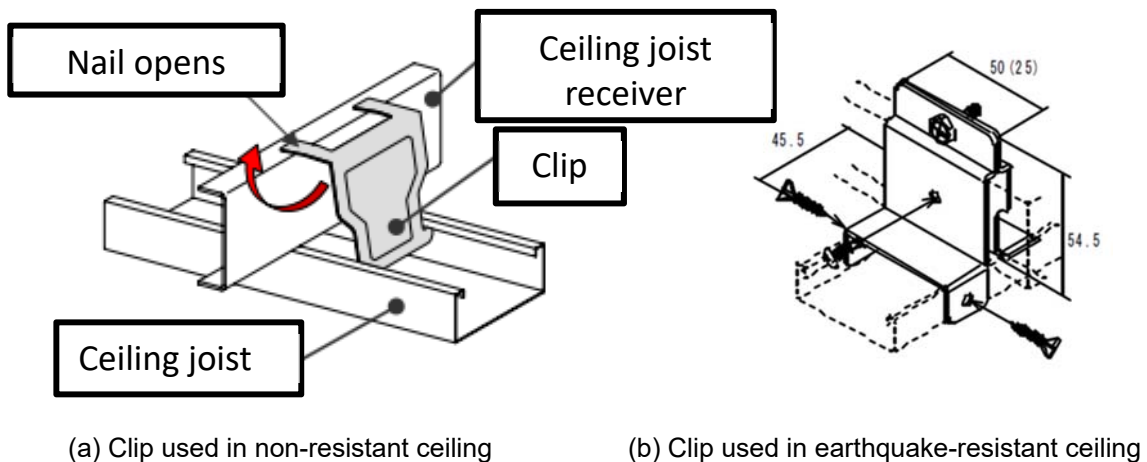 Nail opens
Ceiling joist
receiver
Clip
Ceiling joist
50(25)
45.5
54.5
(a) Clip used in non-resistant ceiling
(b) Clip used in earthquake-resistant ceiling